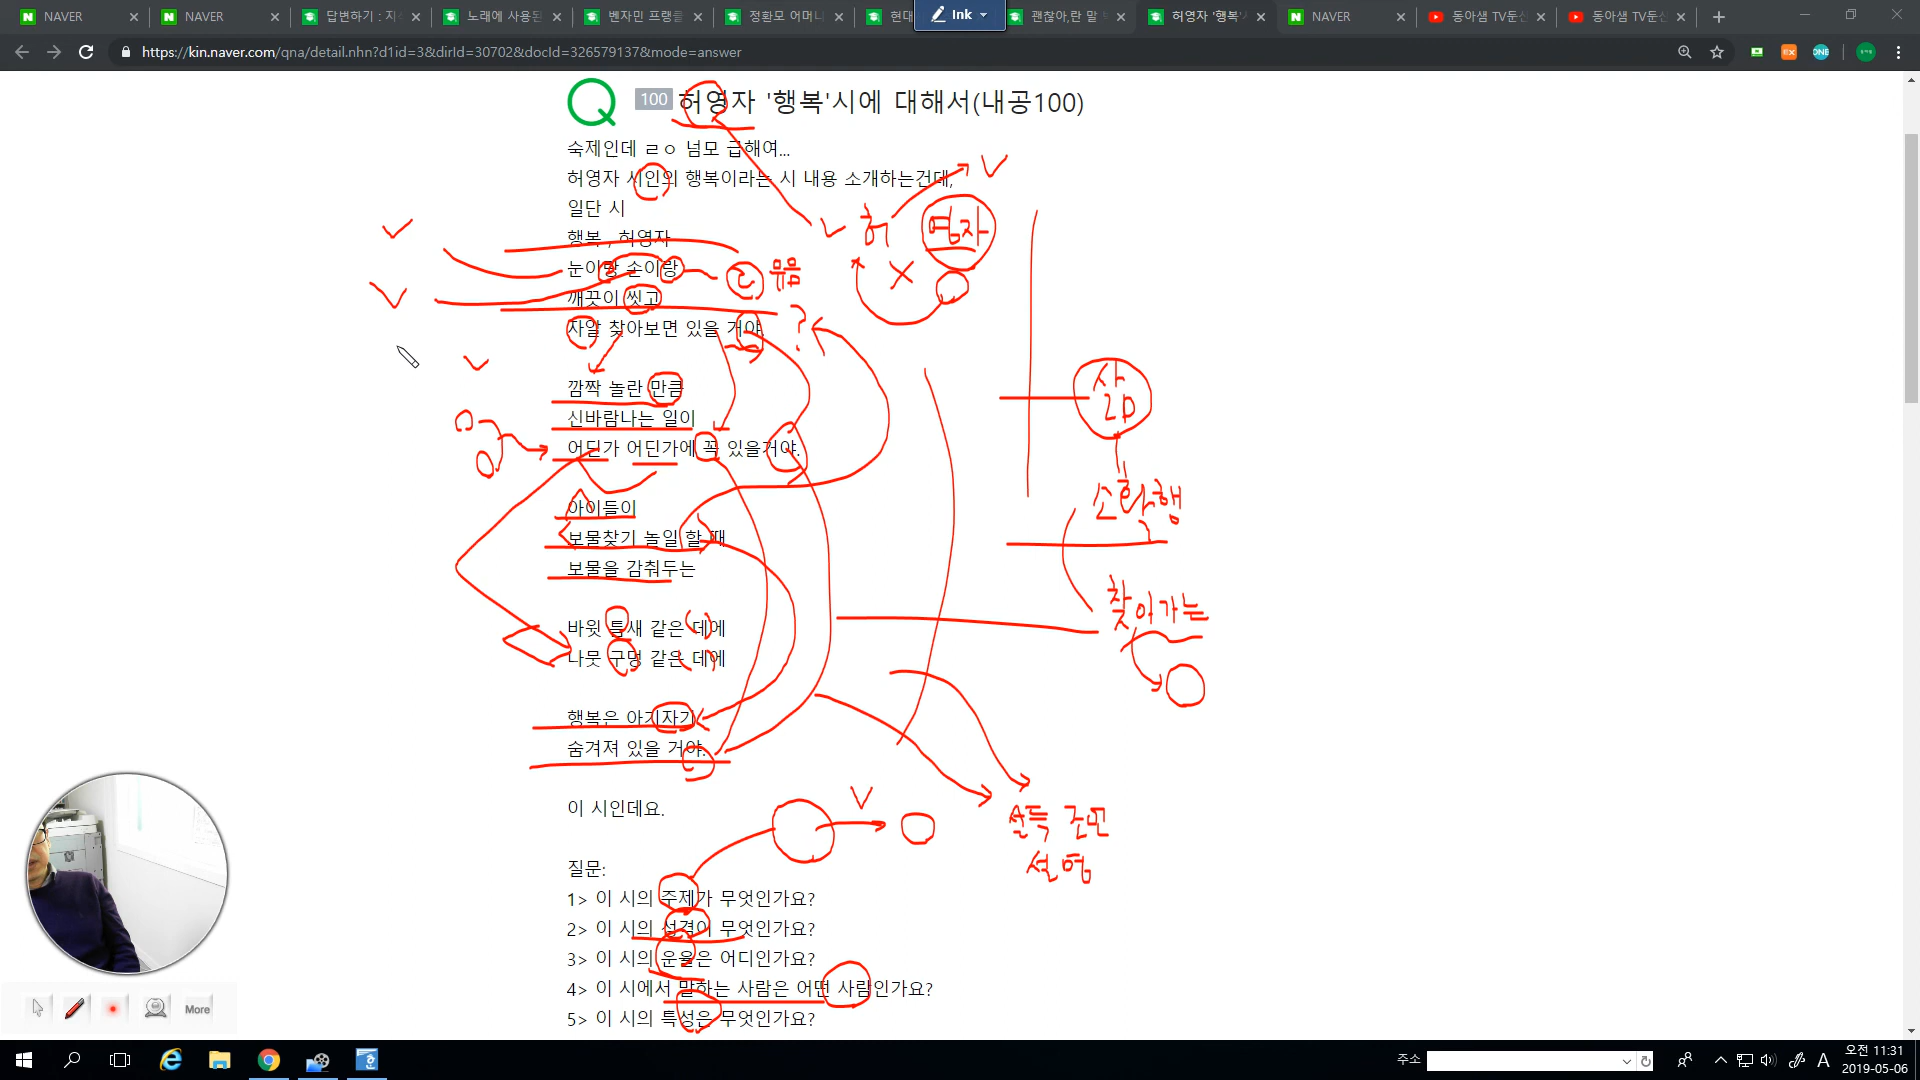 NAVER
NAVER
답변하기 : 지식
노래에 사용된
벤자민 프랭클
정환모 어머니
현대
Ink
괜찮아,란 말
허영자 '행복'
NAVER
동아샘 TV둔산
동아샘 TV둔산
https://kin.naver.com/qna/detail.nhn?d1id=3&dirId=30702&docId=326579137&mode=answer
100 허영자 '행복'시에 대해서(내공100)
숙제인데 ㄹㅇ 넘모 급해여...
허영자 시인의 행복이라는 시 내용 소개하는건데,
일단 시
허 영자
행복 , 허영자
눈이랑 손이랑
ㄹ 유음
깨끗이 씻고
자알 찾아보면 있을 거야.
?
깜짝 놀란 만큼
신바람나는 일이
어딘가 어딘가에 꼭 있을거야.
삶
소확행
아이들이
보물찾기 놀일 할 때
보물을 감춰두는
찾아가는
바윗 틈새 같은 데에
나뭇 구멍 같은 데에
행복은 아기자기
숨겨져 있을 거야.
이 시인데요.
설명
질문:
1> 이 시의 주제가 무엇인가요?
2> 이 시의 성격이 무엇인가요?
3> 이 시의 운율은 어디인가요?
4> 이 시에서 말하는 사람은 어떤 사람인가요?
5> 이 시의 특성은 무엇인가요?
More
주소
A
오전 11:31
2019-05-06